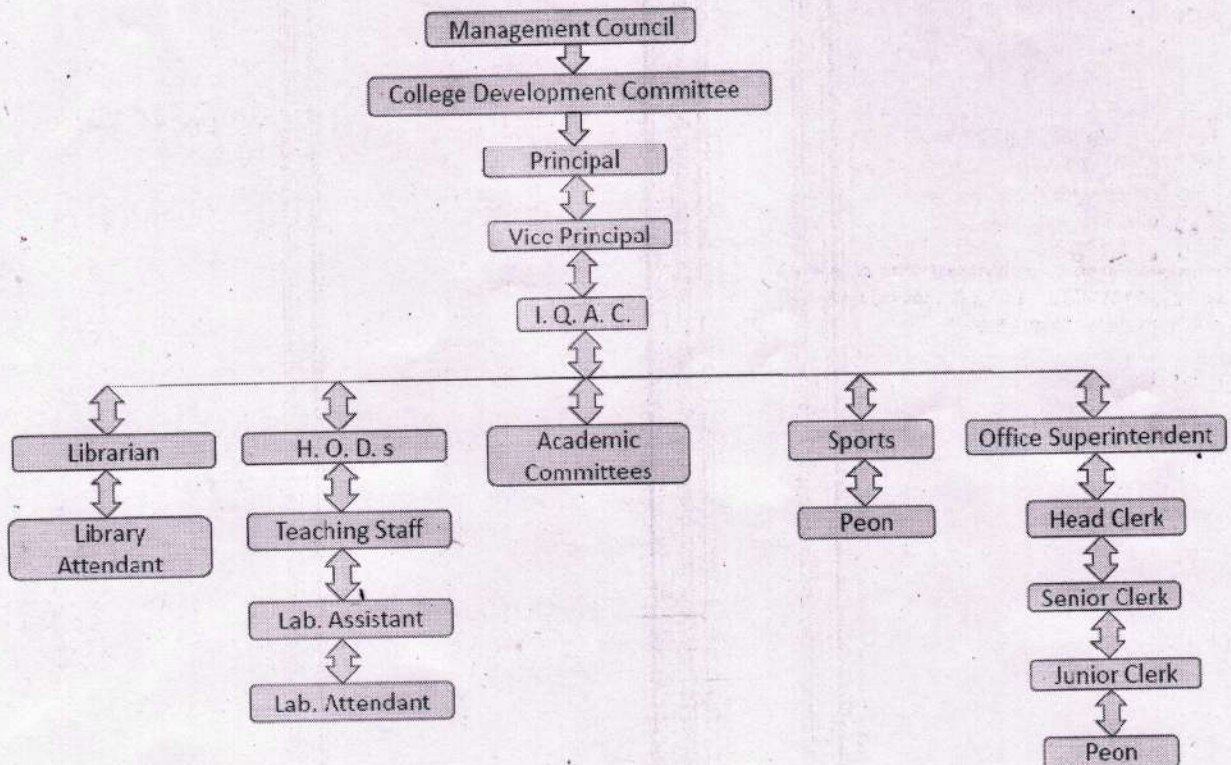 Management Council
College Development Committee
Principal
Vice Principal
I. Q. A. C.
Librarian
H. O. D. s
Academic
Committees
Sports
Office Superintendent
Library
Attendant
Teaching Staff
Peon
Head Clerk
Lab. Assistant
Senior Clerk
Lab. Attendant
Junior Clerk
Peon